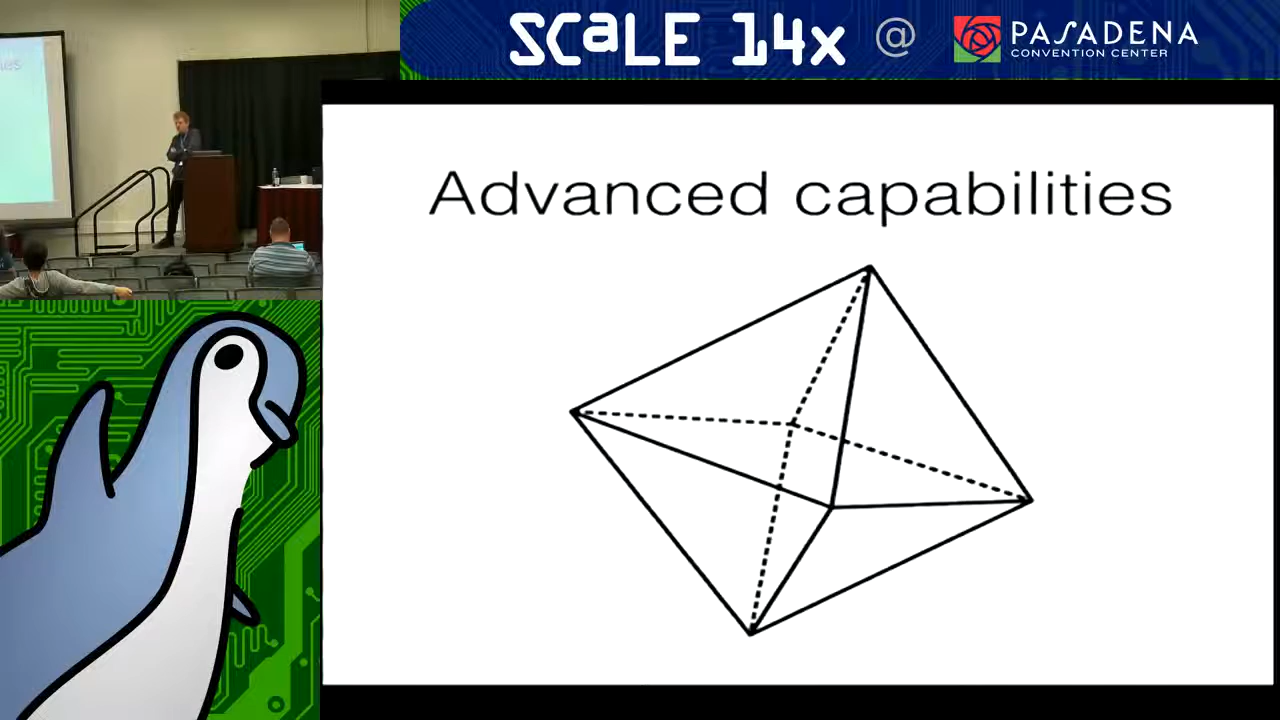 SCALE 14x @ PASADENA
CONVENTION CENTER
Advanced capabilities